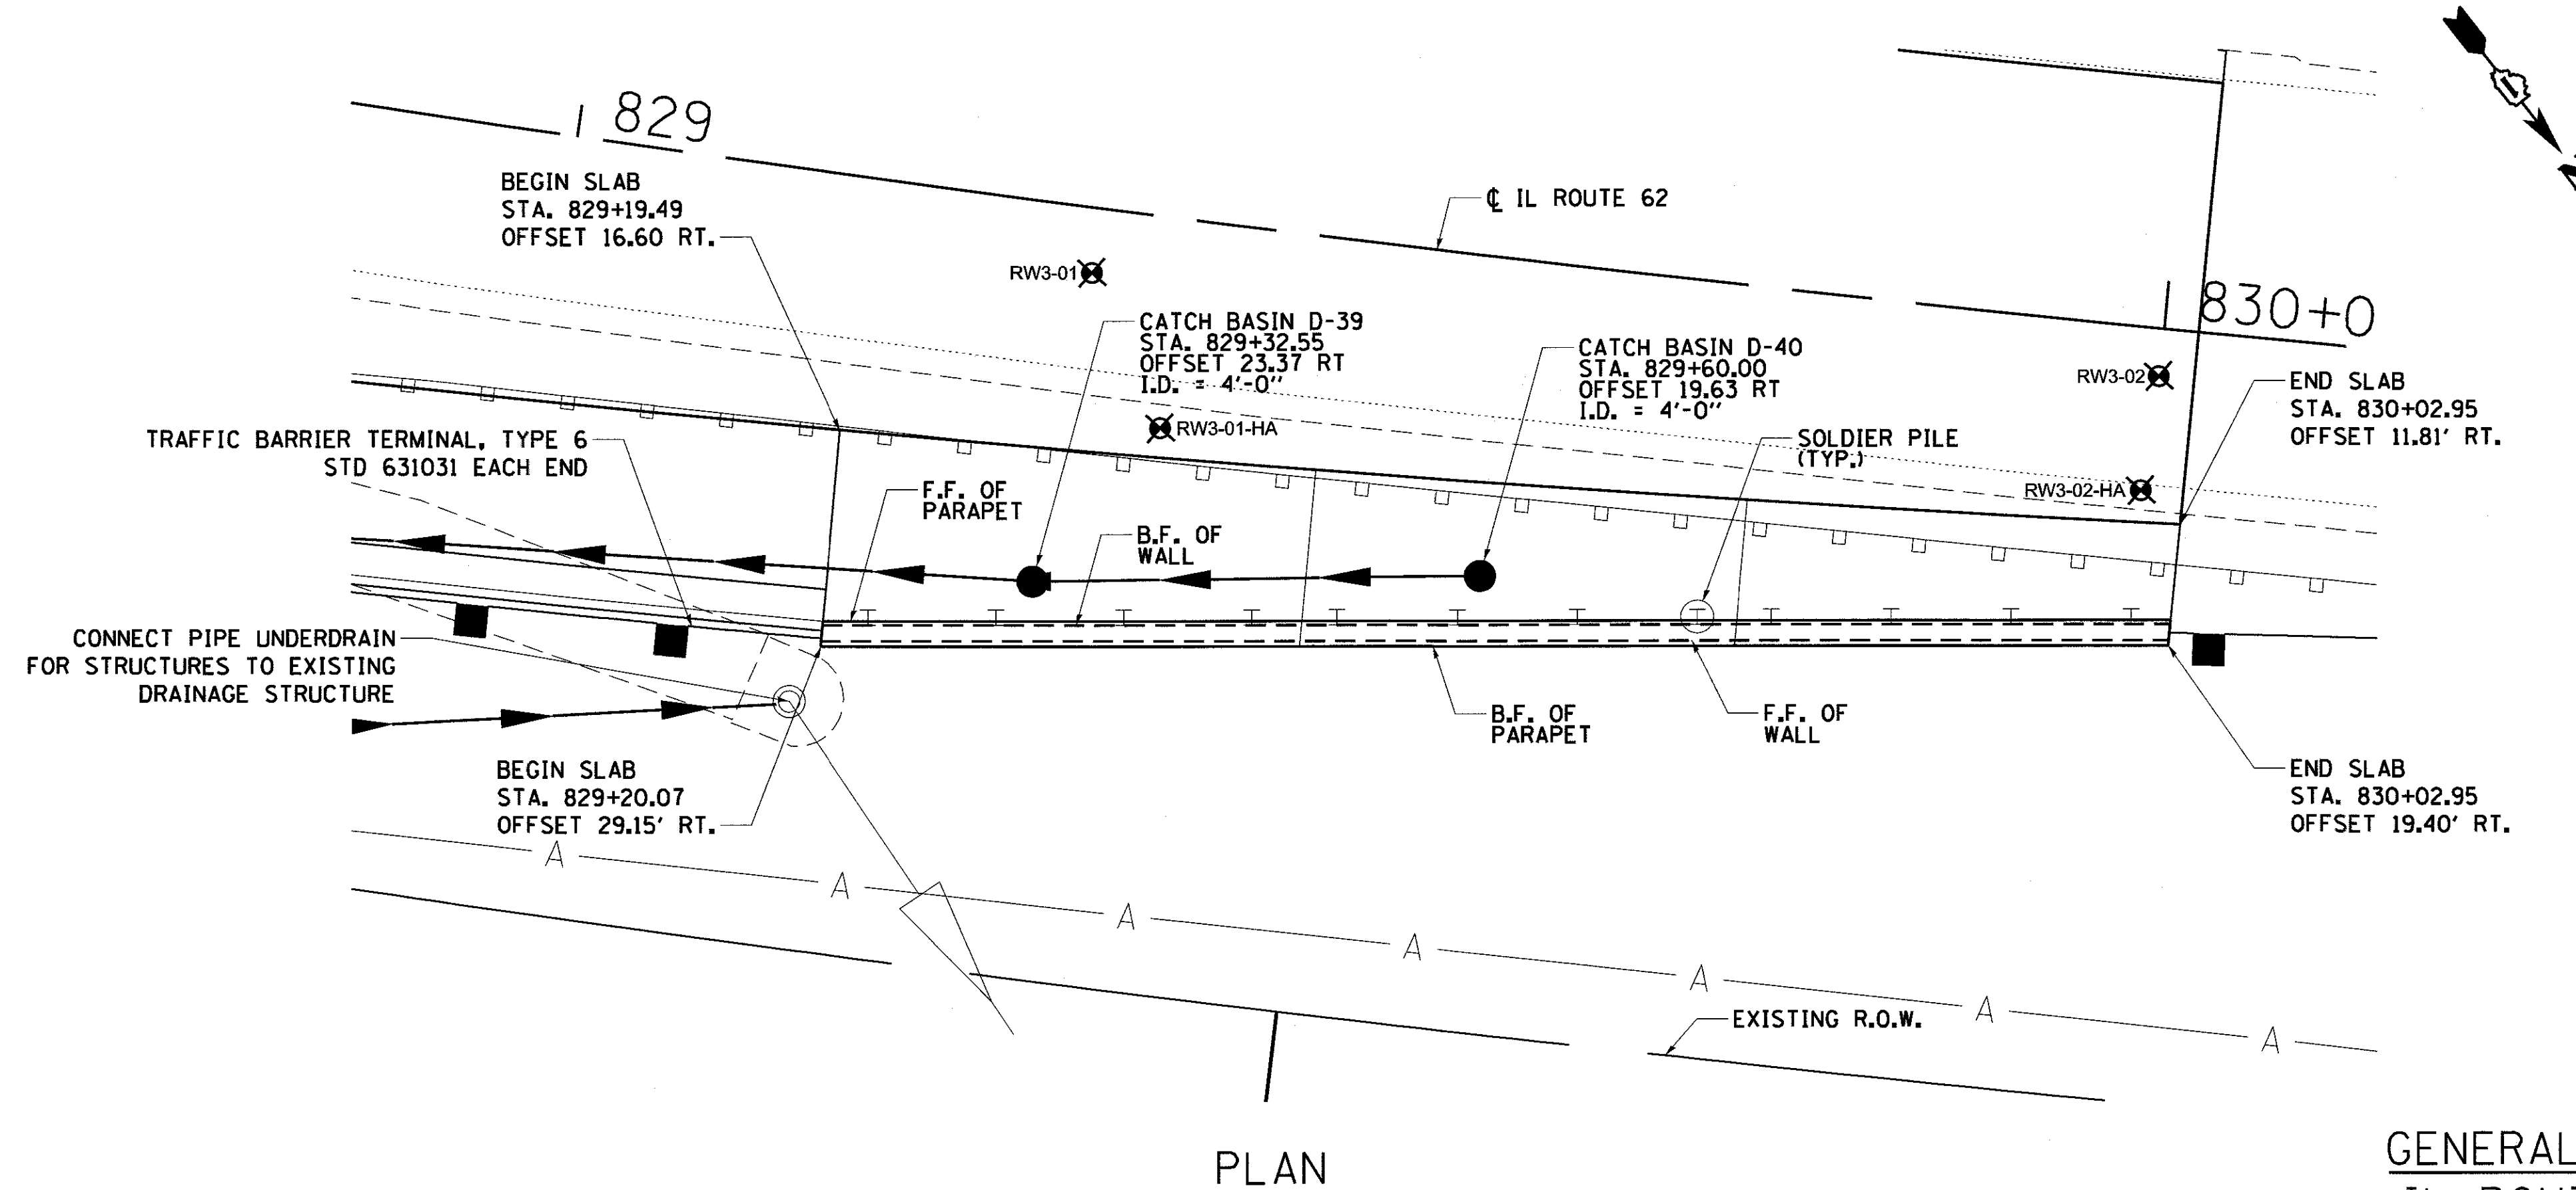 829
BEGIN SLAB
STA. 829+19.49
OFFSET 16.60 RT.
℄ IL ROUTE 62
RW3-01
830+0
CATCH BASIN D-39
STA. 829+32.55
OFFSET 23.37 RT
I.D. = 4'-0"
CATCH BASIN D-40
STA. 829+60.00
OFFSET 19.63 RT
I.D. = 4'-0"
RW3-02
END SLAB
STA. 830+02.95
OFFSET 11.81' RT.
RW3-01-HA
TRAFFIC BARRIER TERMINAL, TYPE 6
STD 631031 EACH END
SOLDIER PILE
(TYP.)
RW3-02-HA
F.F. OF
PARAPET
B.F. OF
WALL
CONNECT PIPE UNDERDRAIN
FOR STRUCTURES TO EXISTING
DRAINAGE STRUCTURE
B.F. OF
PARAPET
F.F. OF
WALL
BEGIN SLAB
STA. 829+20.07
OFFSET 29.15' RT.
END SLAB
STA. 830+02.95
OFFSET 19.40' RT.
A
A
A
A
A
A
A
EXISTING R.O.W.
PLAN
GENERAL